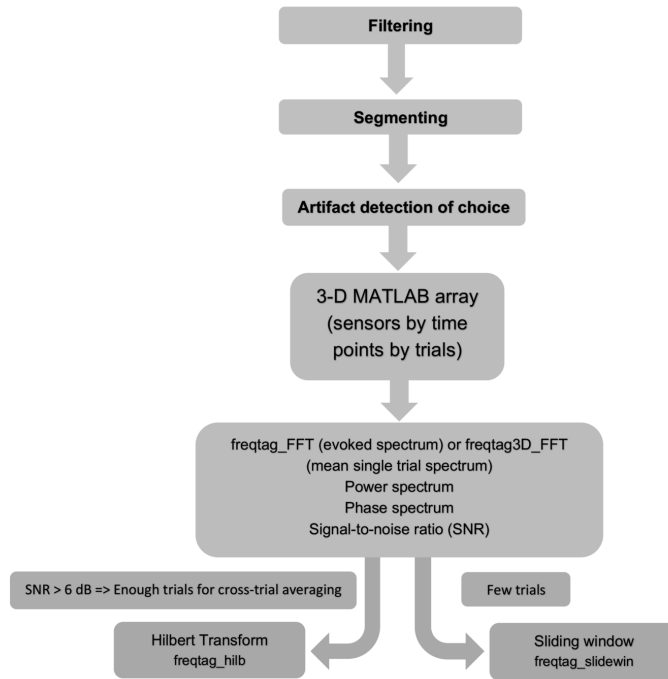 Filtering
Segmenting
Artifact detection of choice
3-D MATLAB array
(sensors by time
points by trials)
freqtag_FFT (evoked spectrum) or freqtag3D_FFT
(mean single trial spectrum)
Power spectrum
Phase spectrum
Signal-to-noise ratio (SNR)
SNR > 6 dB => Enough trials for cross-trial averaging
Few trials
Hilbert Transform
freqtag_hilb
Sliding window
freqtag_slidewin